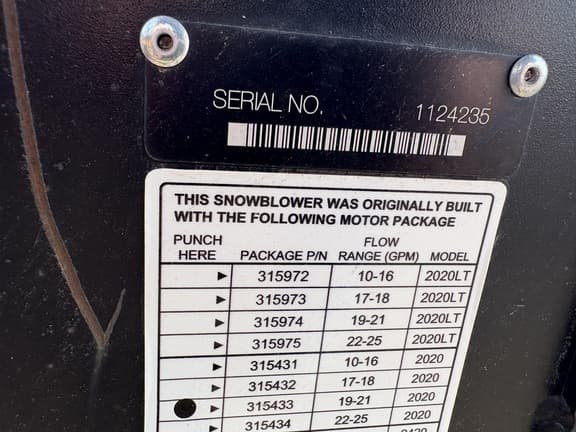 SERIAL NO. 1124235
THIS SNOWBLOWER WAS ORIGINALLY BUILT
WITH THE FOLLOWING MOTOR PACKAGE
PUNCH FLOW
HERE PACKAGE P/N RANGE (GPM) MODEL
315972 10-16 2020LT
315973 17-18 2020LT
315974 19-21 2020LT
315975 22-25 2020LT
315431 10-16 2020
315432 17-18 2020
315433 19-21 2020
315434 22-25 2020